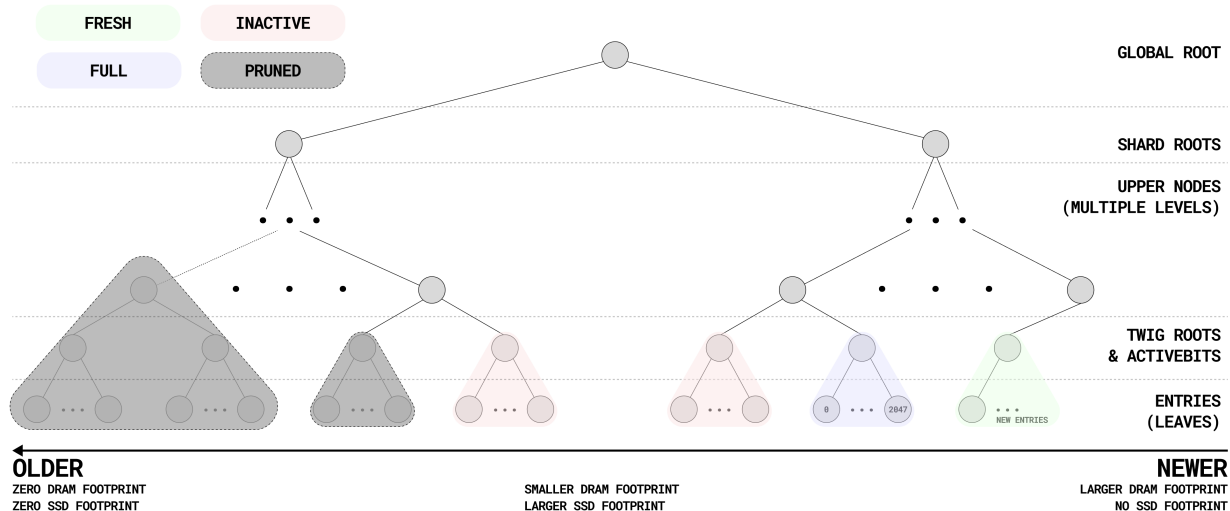 FRESH
INACTIVE
FULL
PRUNED
GLOBAL ROOT
SHARD ROOTS
UPPER NODES
(MULTIPLE LEVELS)
TWIG ROOTS
& ACTIVEBITS
ENTRIES
(LEAVES)
0
2047
NEW ENTRIES
OLDER
ZERO DRAM FOOTPRINT
ZERO SSD FOOTPRINT
SMALLER DRAM FOOTPRINT
LARGER SSD FOOTPRINT
NEWER
LARGER DRAM FOOTPRINT
NO SSD FOOTPRINT